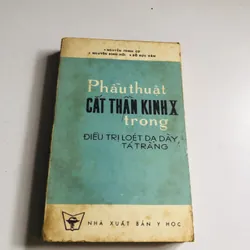 Phẫu thuật
CẮT THẦN KINH X
trong
ĐIỀU TRỊ LOÉT DẠ DÀY,
TÁ TRÀNG
NHÀ XUẤT BẢN Y HỌC